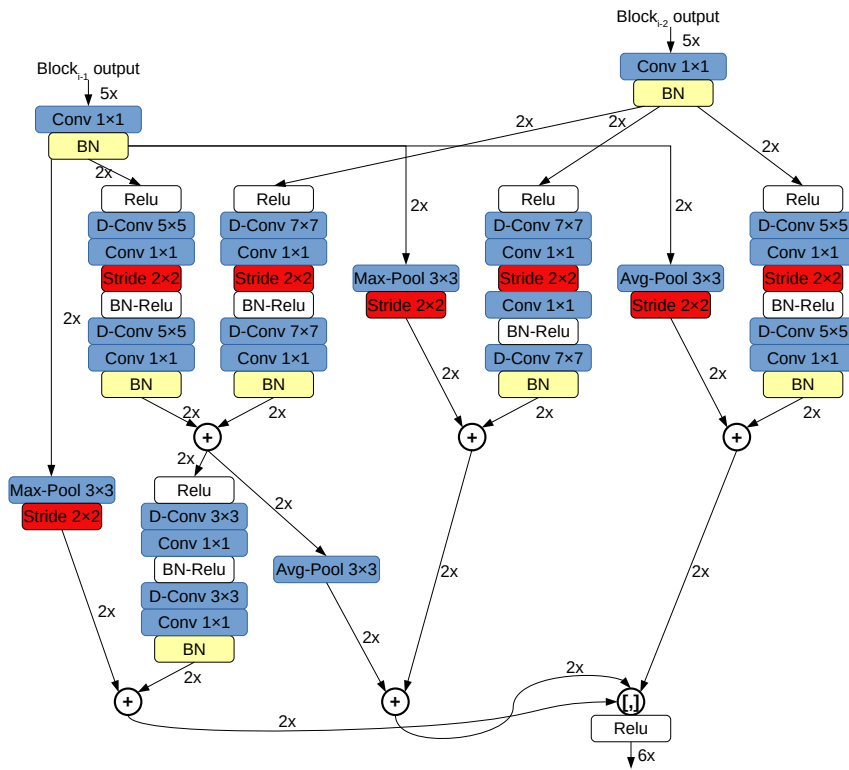 Block i-2 output
5x
Conv 1×1
BN
Block i-1 output
5x
Conv 1×1
BN
2x
2x
2x
2x
2x
2x
2x
2x
Relu
D-Conv 5×5
Conv 1×1
Stride 2×2
BN-Relu
D-Conv 5×5
Conv 1×1
BN
Relu
D-Conv 7×7
Conv 1×1
Stride 2×2
BN-Relu
D-Conv 7×7
Conv 1×1
BN
Max-Pool 3×3
Stride 2×2
Relu
D-Conv 7×7
Conv 1×1
Stride 2×2
Conv 1×1
BN-Relu
D-Conv 7×7
BN
Avg-Pool 3×3
Stride 2×2
Relu
D-Conv 5×5
Conv 1×1
Stride 2×2
BN-Relu
D-Conv 5×5
Conv 1×1
BN
2x
2x
2x
2x
2x
2x
+
+
+
2x
2x
Max-Pool 3×3
Stride 2×2
Relu
D-Conv 3×3
Conv 1×1
BN-Relu
D-Conv 3×3
Conv 1×1
BN
Avg-Pool 3×3
2x
2x
2x
2x
2x
+
+
2x
2x
[,]
Relu
6x